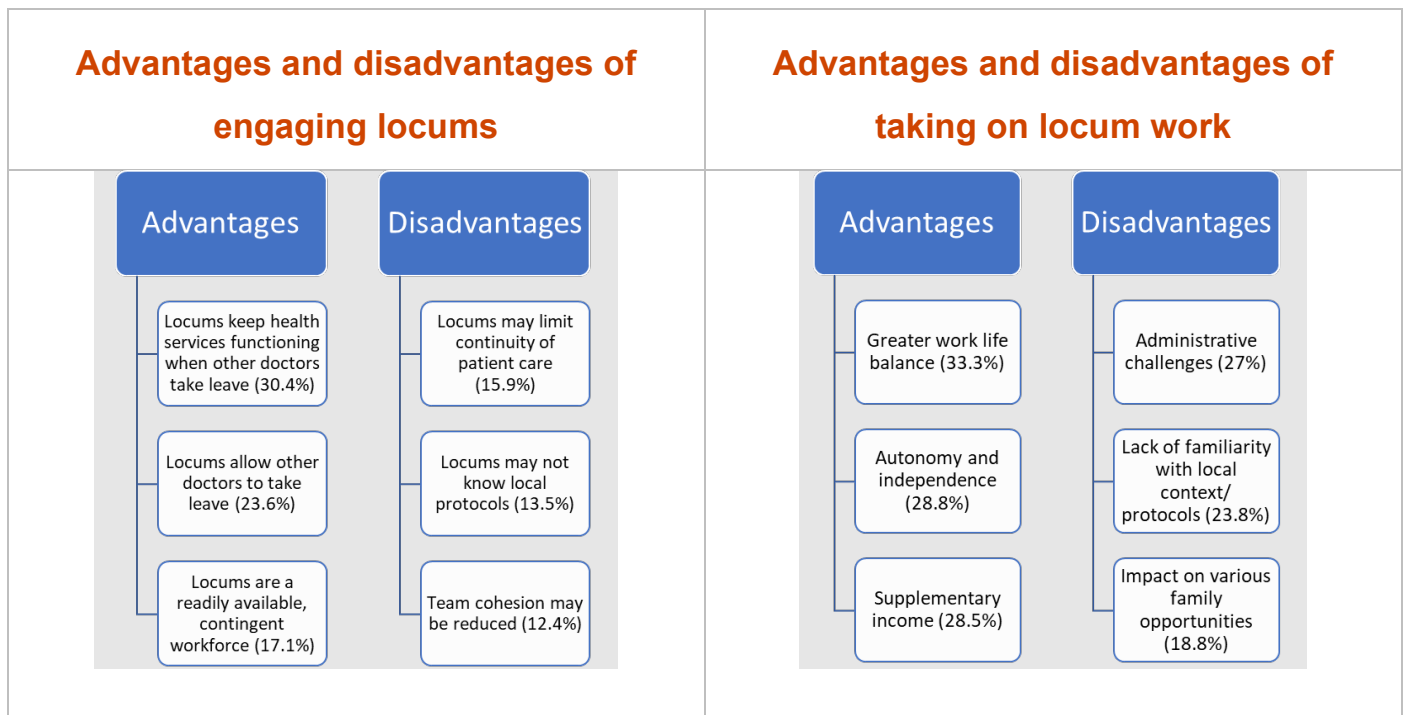 Advantages and disadvantages of
engaging locums
Advantages
Locums keep health
services functioning
when other doctors
take leave (30.4%)
Locums allow other
doctors to take
leave (23.6%)
Locums are a
readily available,
contingent
workforce (17.1%)
Disadvantages
Locums may limit
continuity of
patient care
(15.9%)
Locums may not
know local
protocols (13.5%)
Team cohesion may
be reduced (12.4%)
Advantages and disadvantages of
taking on locum work
Advantages
Greater work life
balance (33.3%)
Autonomy and
independence
(28.8%)
Supplementary
income (28.5%)
Disadvantages
Administrative
challenges (27%)
Lack of familiarity
with local
context/
protocols (23.8%)
Impact on various
family
opportunities
(18.8%)